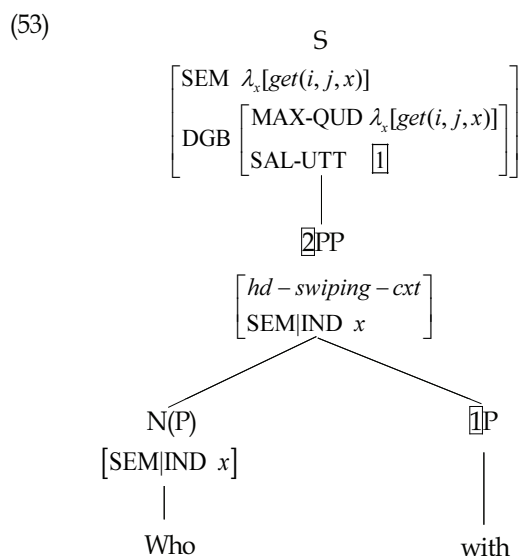 (53)
S
[SEM λx[get(i, j, x)]
DGB [MAX-QUD λx[get(i, j, x)]
SAL-UTT 1]]
2PP
[hd – swiping – cxt
SEM|IND x]
N(P) 1P
[SEM|IND x]
Who with